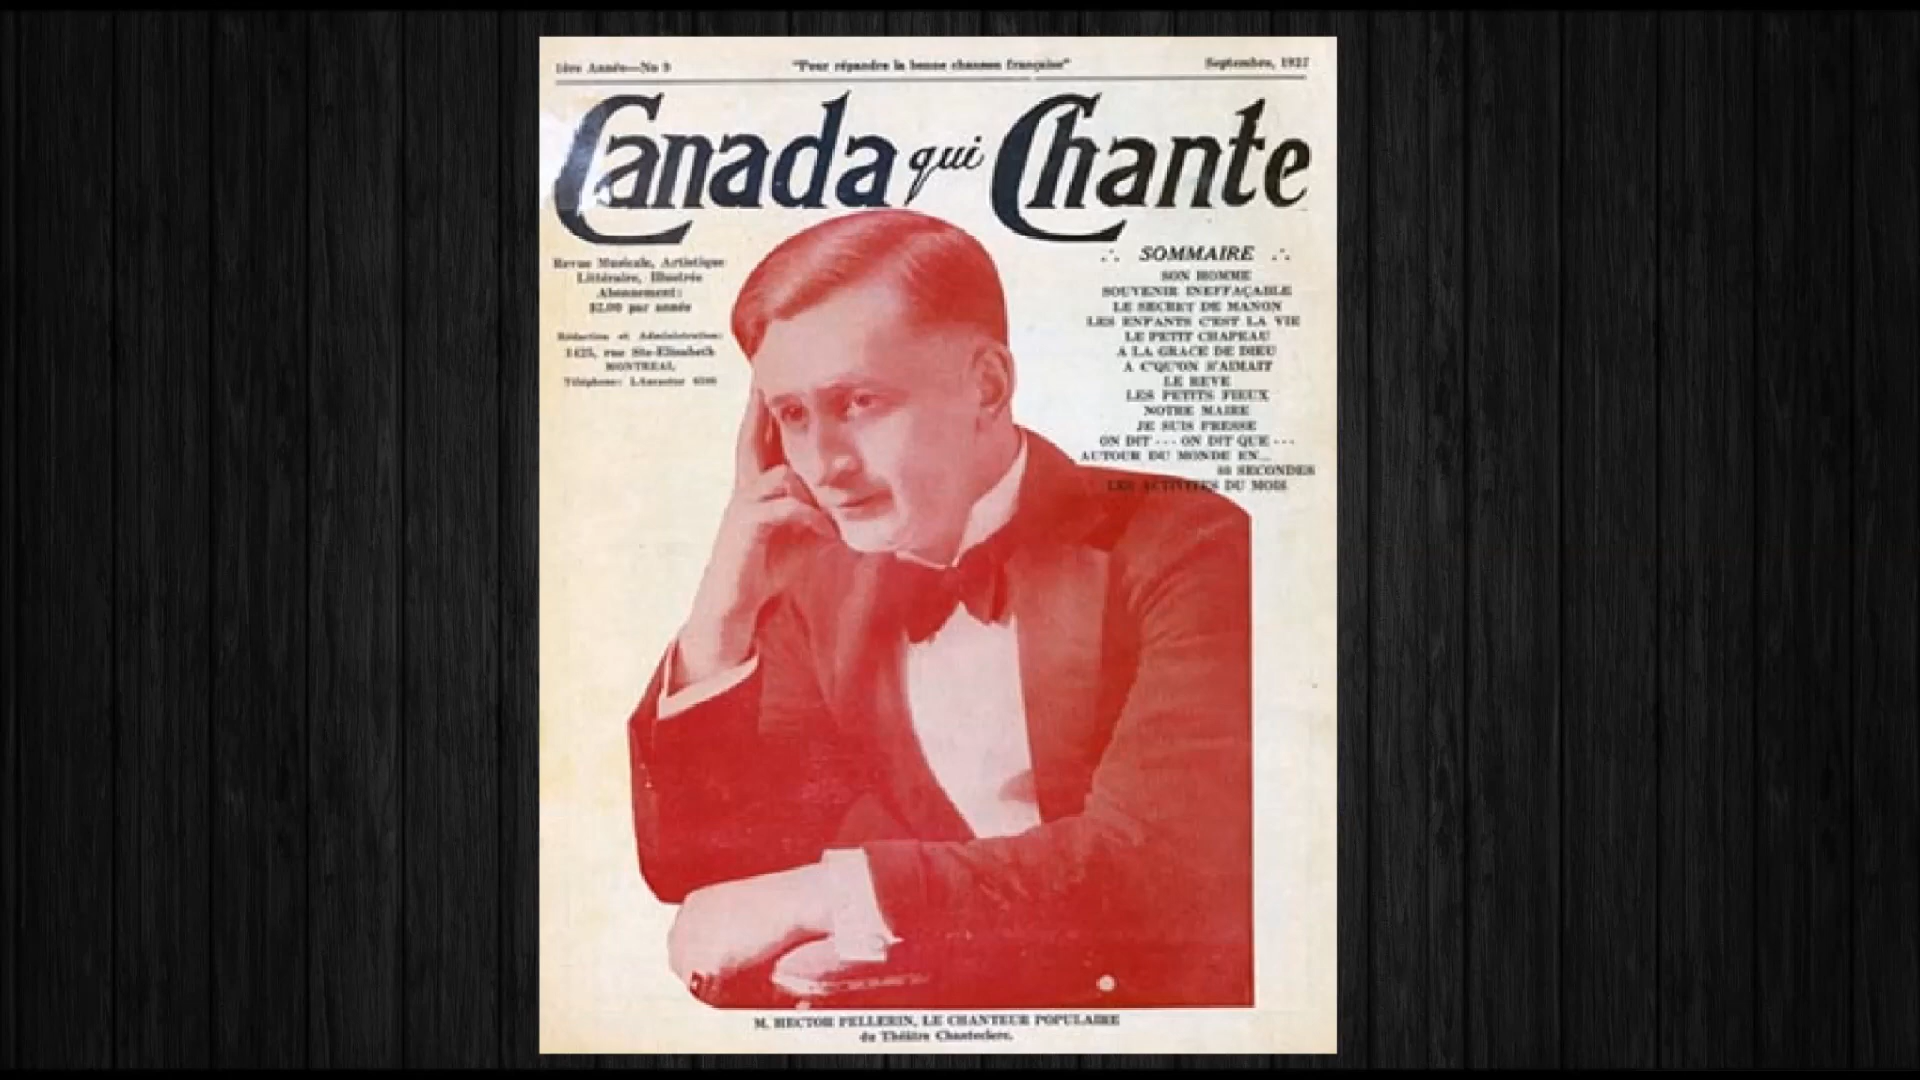 1ère Année—No 9
"Pour répandre la bonne chanson française"
Septembre, 1927
Canada qui Chante
Revue Musicale, Artistique
Littéraire, Illustrée
Abonnement:
$2.00 par année
Rédaction et Administration:
1425, rue Ste-Elisabeth
MONTREAL
Téléphone: LAncaster
∴ SOMMAIRE ∴
SON HOMME
SOUVENIR INEFFAÇABLE
LE SECRET DE MANON
LES ENFANTS C'EST LA VIE
LE PETIT CHAPEAU
A LA GRACE DE DIEU
A C'QU'ON S'AIMAIT
LE REVE
LES PETITS FIEUX
NOTRE MAIRE
JE SUIS PRESSE
ON DIT --- ON DIT QUE ---
AUTOUR DU MONDE EN...
80 SECONDES
LES ACTIVITES DU MOIS
M. HECTOR PELLERIN, LE CHANTEUR POPULAIRE
du Théâtre Chanteclerc.